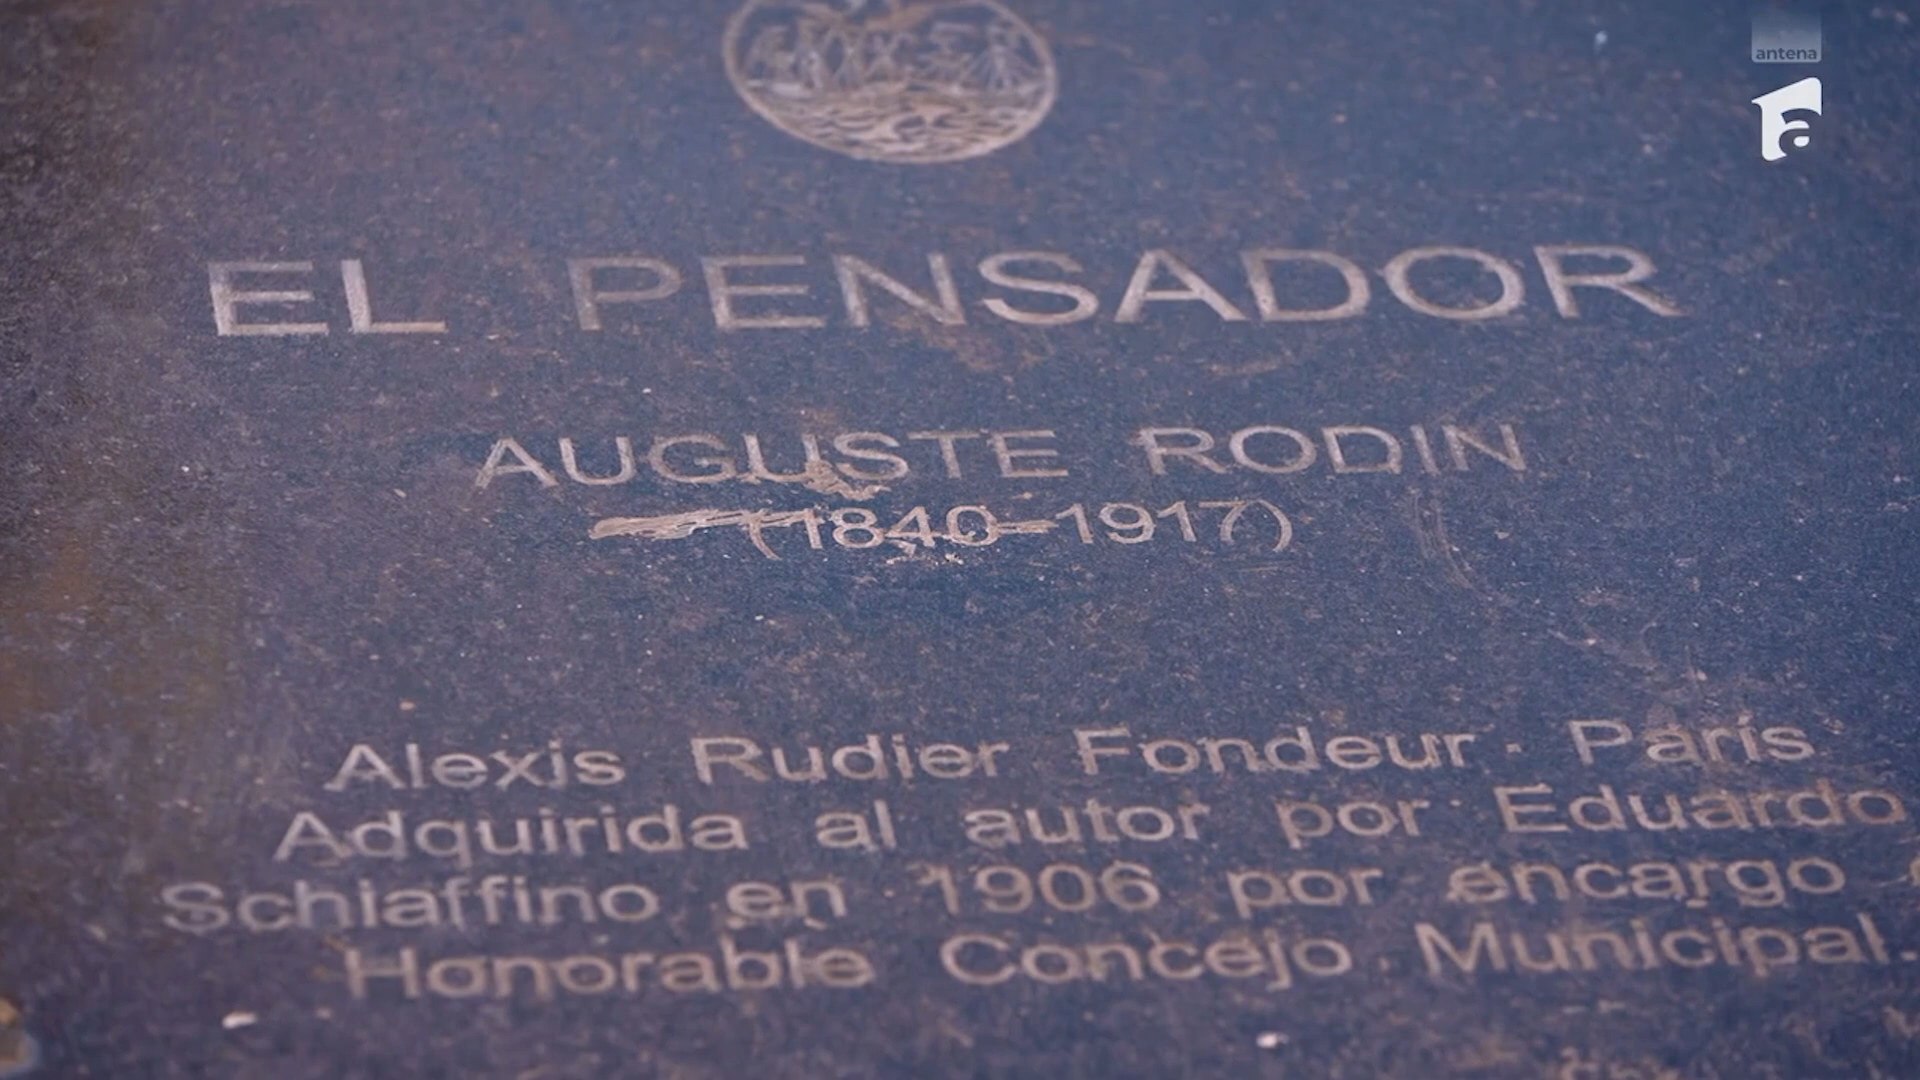 antena
a
EL PENSADOR
AUGUSTE RODIN
(1840-1917)
Alexis Rudier Fondeur - París
Adquirida al autor por Eduardo
Schiaffino en 1906 por encargo
Honorable Concejo Municipal.